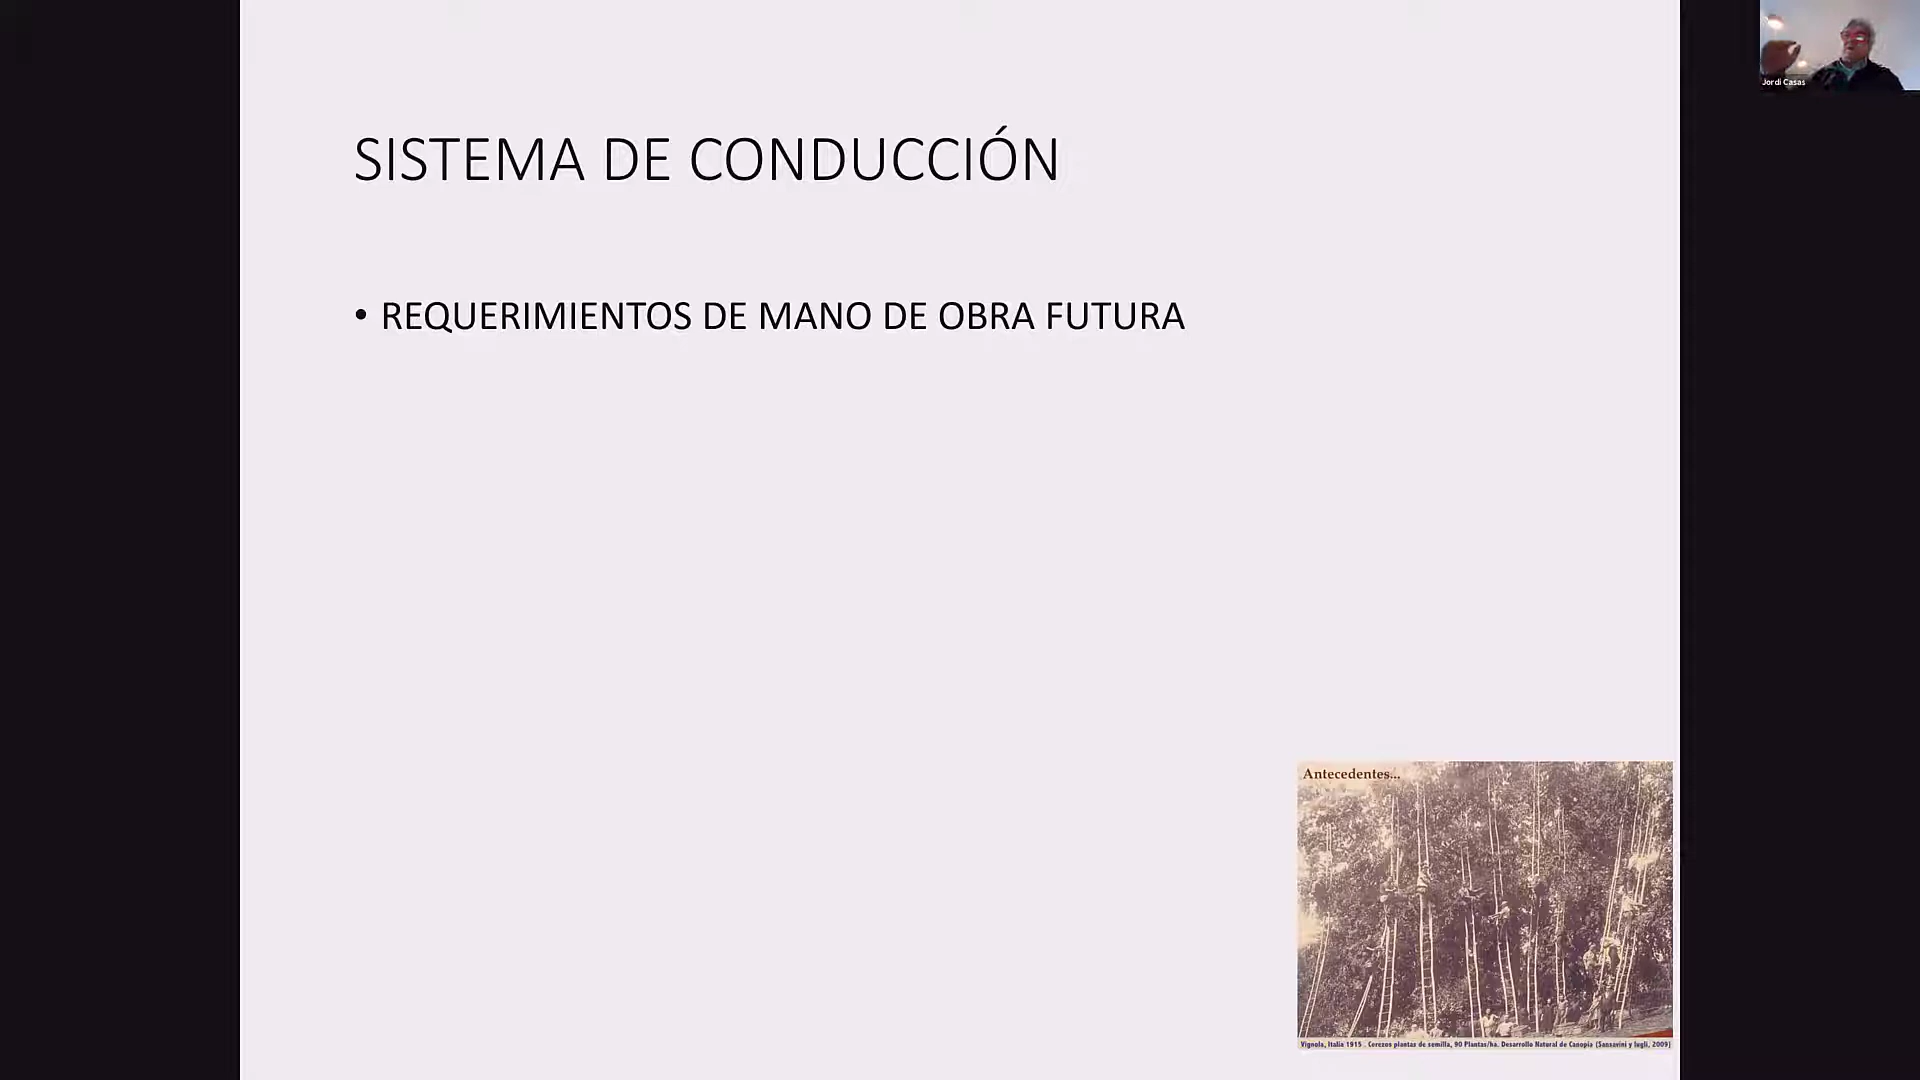 Jordi Casas
SISTEMA DE CONDUCCIÓN
• REQUERIMIENTOS DE MANO DE OBRA FUTURA
Antecedentes...
Vignola, Italia 1915 . Cerezos plantas de semilla, 90 Plantas/ha. Desarrollo Natural de Canopia (Sansavini y lugli, 2009)